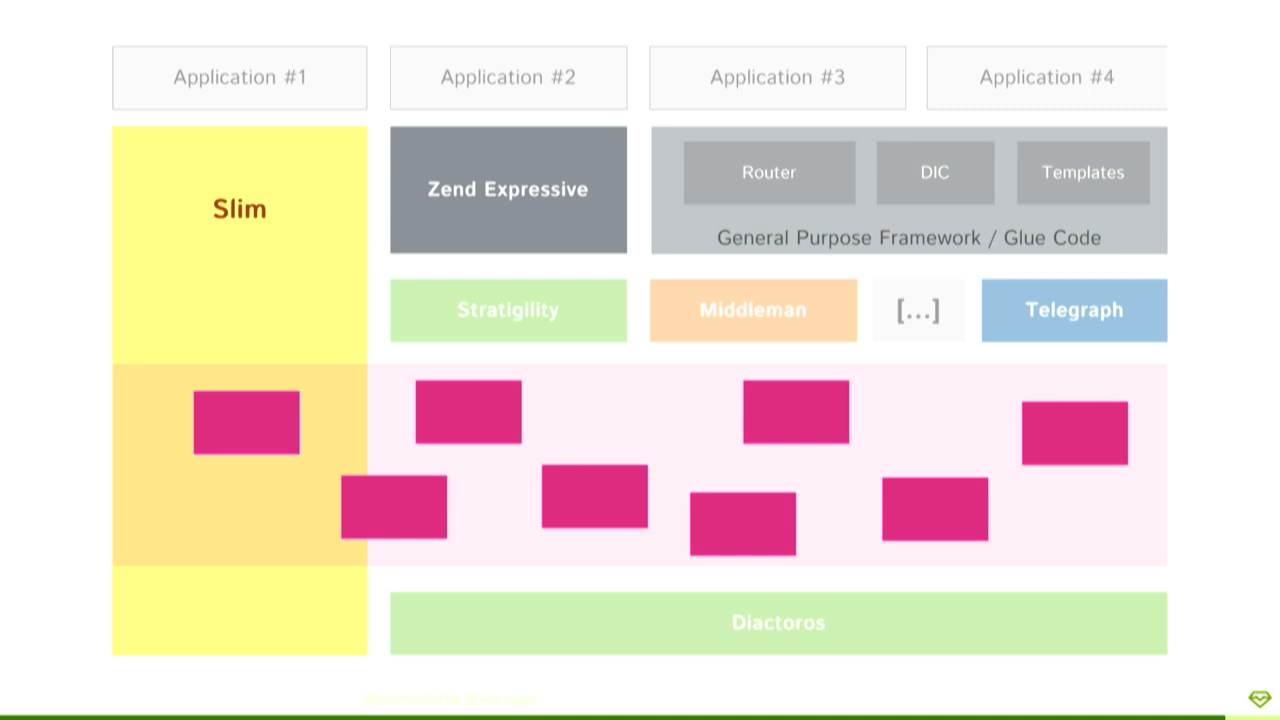 Application #1
Application #2
Application #3
Application #4
Slim
Zend Expressive
Router
DIC
Templates
General Purpose Framework / Glue Code
Stratigility
Middleman
[...]
Telegraph
Diactoros